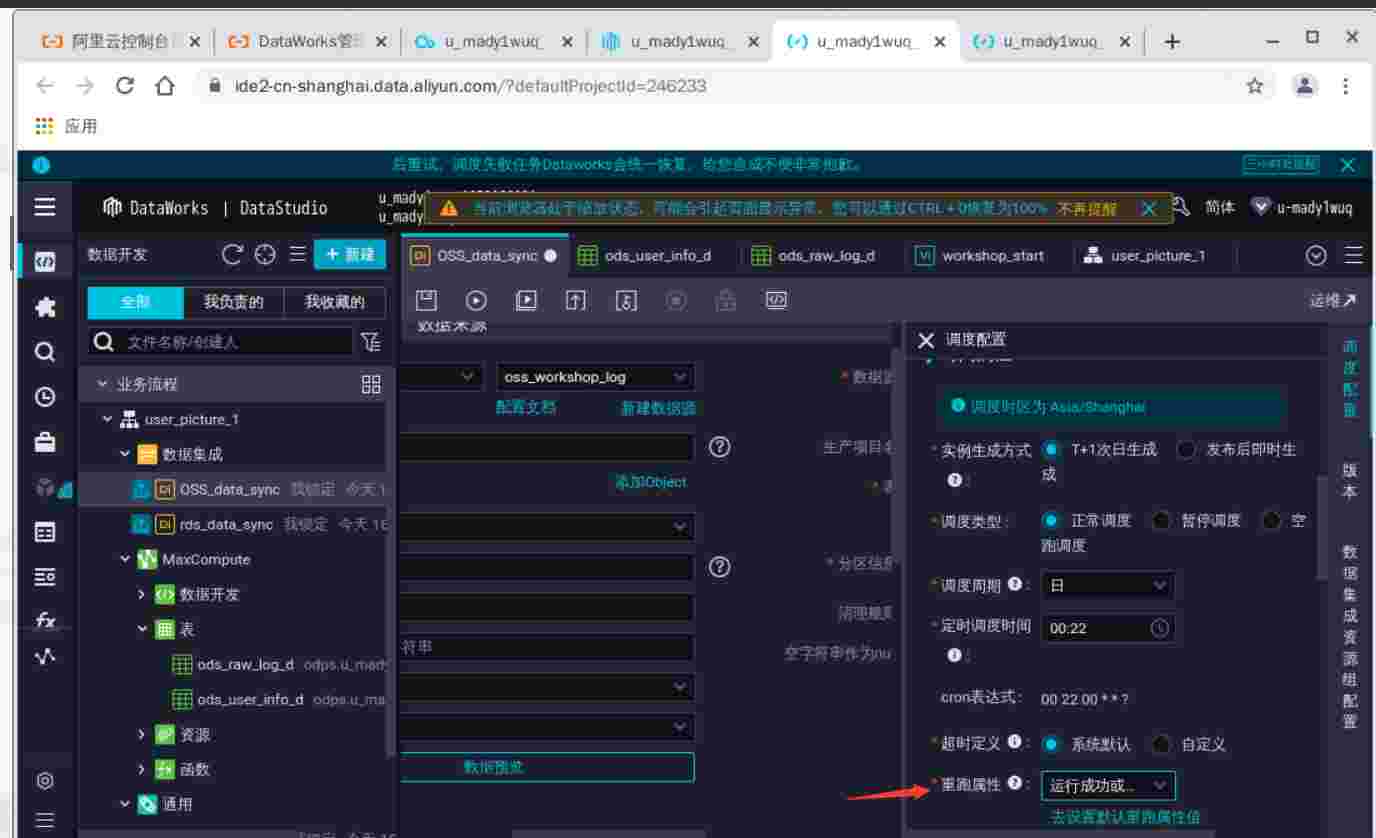 阿里云控制台
DataWorks管
u_mady1wuq_
u_mady1wuq_
u_mady1wuq_
u_mady1wuq_
ide2-cn-shanghai.data.aliyun.com/?defaultProjectId=246233
应用
后重试，调度失败任务Dataworks会统一恢复，给您造成不便非常抱歉。
DataWorks | DataStudio
u_mady
u_mady
当前浏览器处于缩放状态，可能会引起页面显示异常，您可以通过CTRL + 0恢复为100% 不再提醒
简体
u-mady1wuq
数据开发
+ 新建
OSS_data_sync
ods_user_info_d
ods_raw_log_d
workshop_start
user_picture_1
全部
我负责的
我收藏的
运维
文件名称/创建人
数据来源
调度配置
业务流程
oss_workshop_log
* 数据源
配置文档
新建数据源
调度时区为 Asia/Shanghai
user_picture_1
数据集成
生产项目名
* 实例生成方式
T+1次日生成
发布后即时生
成
OSS_data_sync 我锁定 今天 1
添加Object
rds_data_sync 我锁定 今天 16
* 调度类型 :
正常调度
暂停调度
空
跑调度
MaxCompute
* 分区信息
数据开发
* 调度周期 :
日
表
* 定时调度时间 :
00:22
符串
空字符串作为nu
ods_raw_log_d odps.u_mady
ods_user_info_d odps.u_ma
cron表达式 :
00 22 00 * * ?
资源
* 超时定义 :
系统默认
自定义
函数
数据预览
* 重跑属性 :
运行成功或...
通用
去设置默认重跑属性值
调度配置
版本
数据集成资源组配置